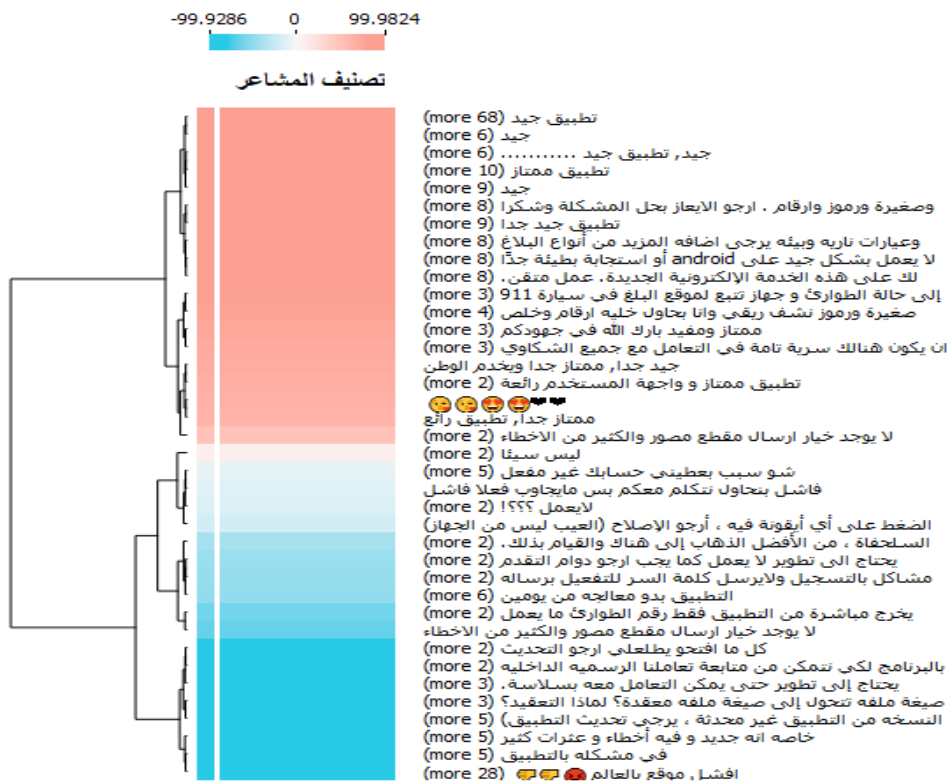 -99.9286 0 99.9824
تصنيف المشاعر
تطبيق جيد (68 more)
جيد (6 more)
جيد, تطبيق جيد ........... (6 more)
تطبيق ممتاز (10 more)
جيد (9 more)
وصغيرة ورموز وارقام . ارجو الايعاز بحل المشكلة وشكرا (8 more)
تطبيق جيد جدا (9 more)
وعيارات ناريه وبيئه يرجى اضافه المزيد من أنواع البلاغ (8 more)
لا يعمل بشكل جيد على android أو استجابة بطيئة جدًّا (8 more)
لك على هذه الخدمة الإلكترونية الجديدة. عمل متقن. (8 more)
إلى حالة الطوارئ و جهاز تتبع لموقع البلغ في سيارة 911 (3 more)
صغيرة ورموز نشف ريقي وانا بحاول خليه ارقام وخلص (4 more)
ممتاز ومفيد بارك الله في جهودكم (3 more)
ان يكون هنالك سرية تامة في التعامل مع جميع الشكاوي (3 more)
جيد جدا, ممتاز جدا ويخدم الوطن
تطبيق ممتاز و واجهة المستخدم رائعة (2 more)
ممتاز جدا, تطبيق رائع
لا يوجد خيار ارسال مقطع مصور والكثير من الاخطاء (2 more)
ليس سيئا (2 more)
شو سبب بعطيني حسابك غير مفعل (5 more)
فاشل بنحاول نتكلم معكم بس مايجاوب فعلا فاشل
لايعمل ؟؟؟! (2 more)
الضغط على أي أيقونة فيه ، أرجو الإصلاح (العيب ليس من الجهاز)
السلحفاة ، من الأفضل الذهاب إلى هناك والقيام بذلك. (2 more)
يحتاج الى تطوير لا يعمل كما يجب ارجو دوام التقدم (2 more)
مشاكل بالتسجيل ولايرسل كلمة السر للتفعيل برساله (2 more)
التطبيق بدو معالجه من يومين (6 more)
يخرج مباشرة من التطبيق فقط رقم الطوارئ ما يعمل (2 more)
لا يوجد خيار ارسال مقطع مصور والكثير من الاخطاء
كل ما افتحو يطلعلي ارجو التحديث (2 more)
بالبرنامج لكي نتمكن من متابعة تعاملنا الرسميه الداخليه (2 more)
يحتاج إلى تطوير حتى يمكن التعامل معه بسلاسة. (3 more)
صيغة ملفه تتحول إلى صيغة ملفه معقدة؟ لماذا التعقيد؟ (3 more)
النسخه من التطبيق غير محدثة ، يرجي تحديث التطبيق) (5 more)
خاصه انه جديد و فيه أخطاء و عثرات كثير (5 more)
في مشكله بالتطبيق (5 more)
افشل موقع بالعالم 😡👎👎 (28 more)